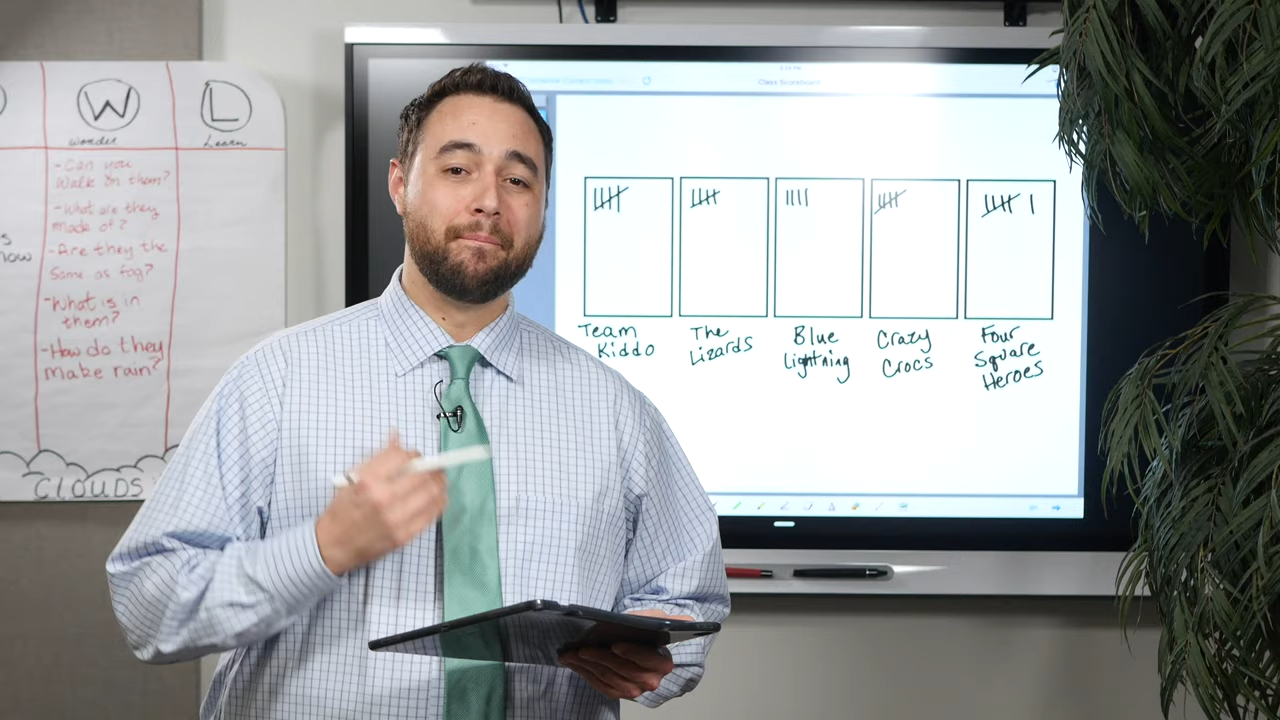 W
wonder
L
Learn
-Can you
Walk on them?
-What are they
made of?
-Are they the
Same as fog?
-What is in
them?
-How do they
make rain?
s
now
CLOUDS
Class Scoreboard
Team
Kiddo
The
Lizards
Blue
Lightning
Crazy
Crocs
Four
Square
Heroes